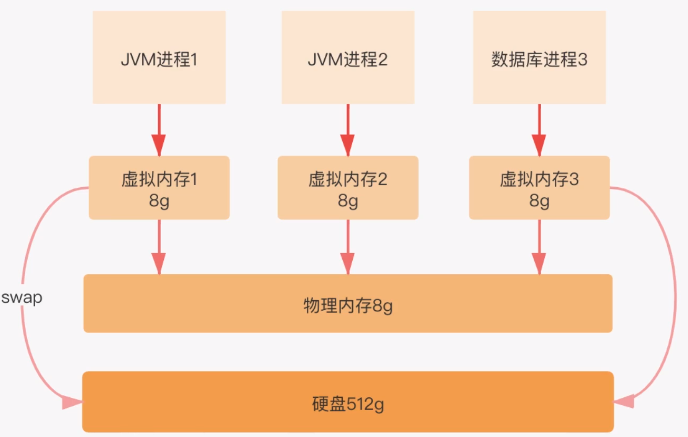 JVM进程1
JVM进程2
数据库进程3
虚拟内存1
8g
虚拟内存2
8g
虚拟内存3
8g
swap
物理内存8g
硬盘512g